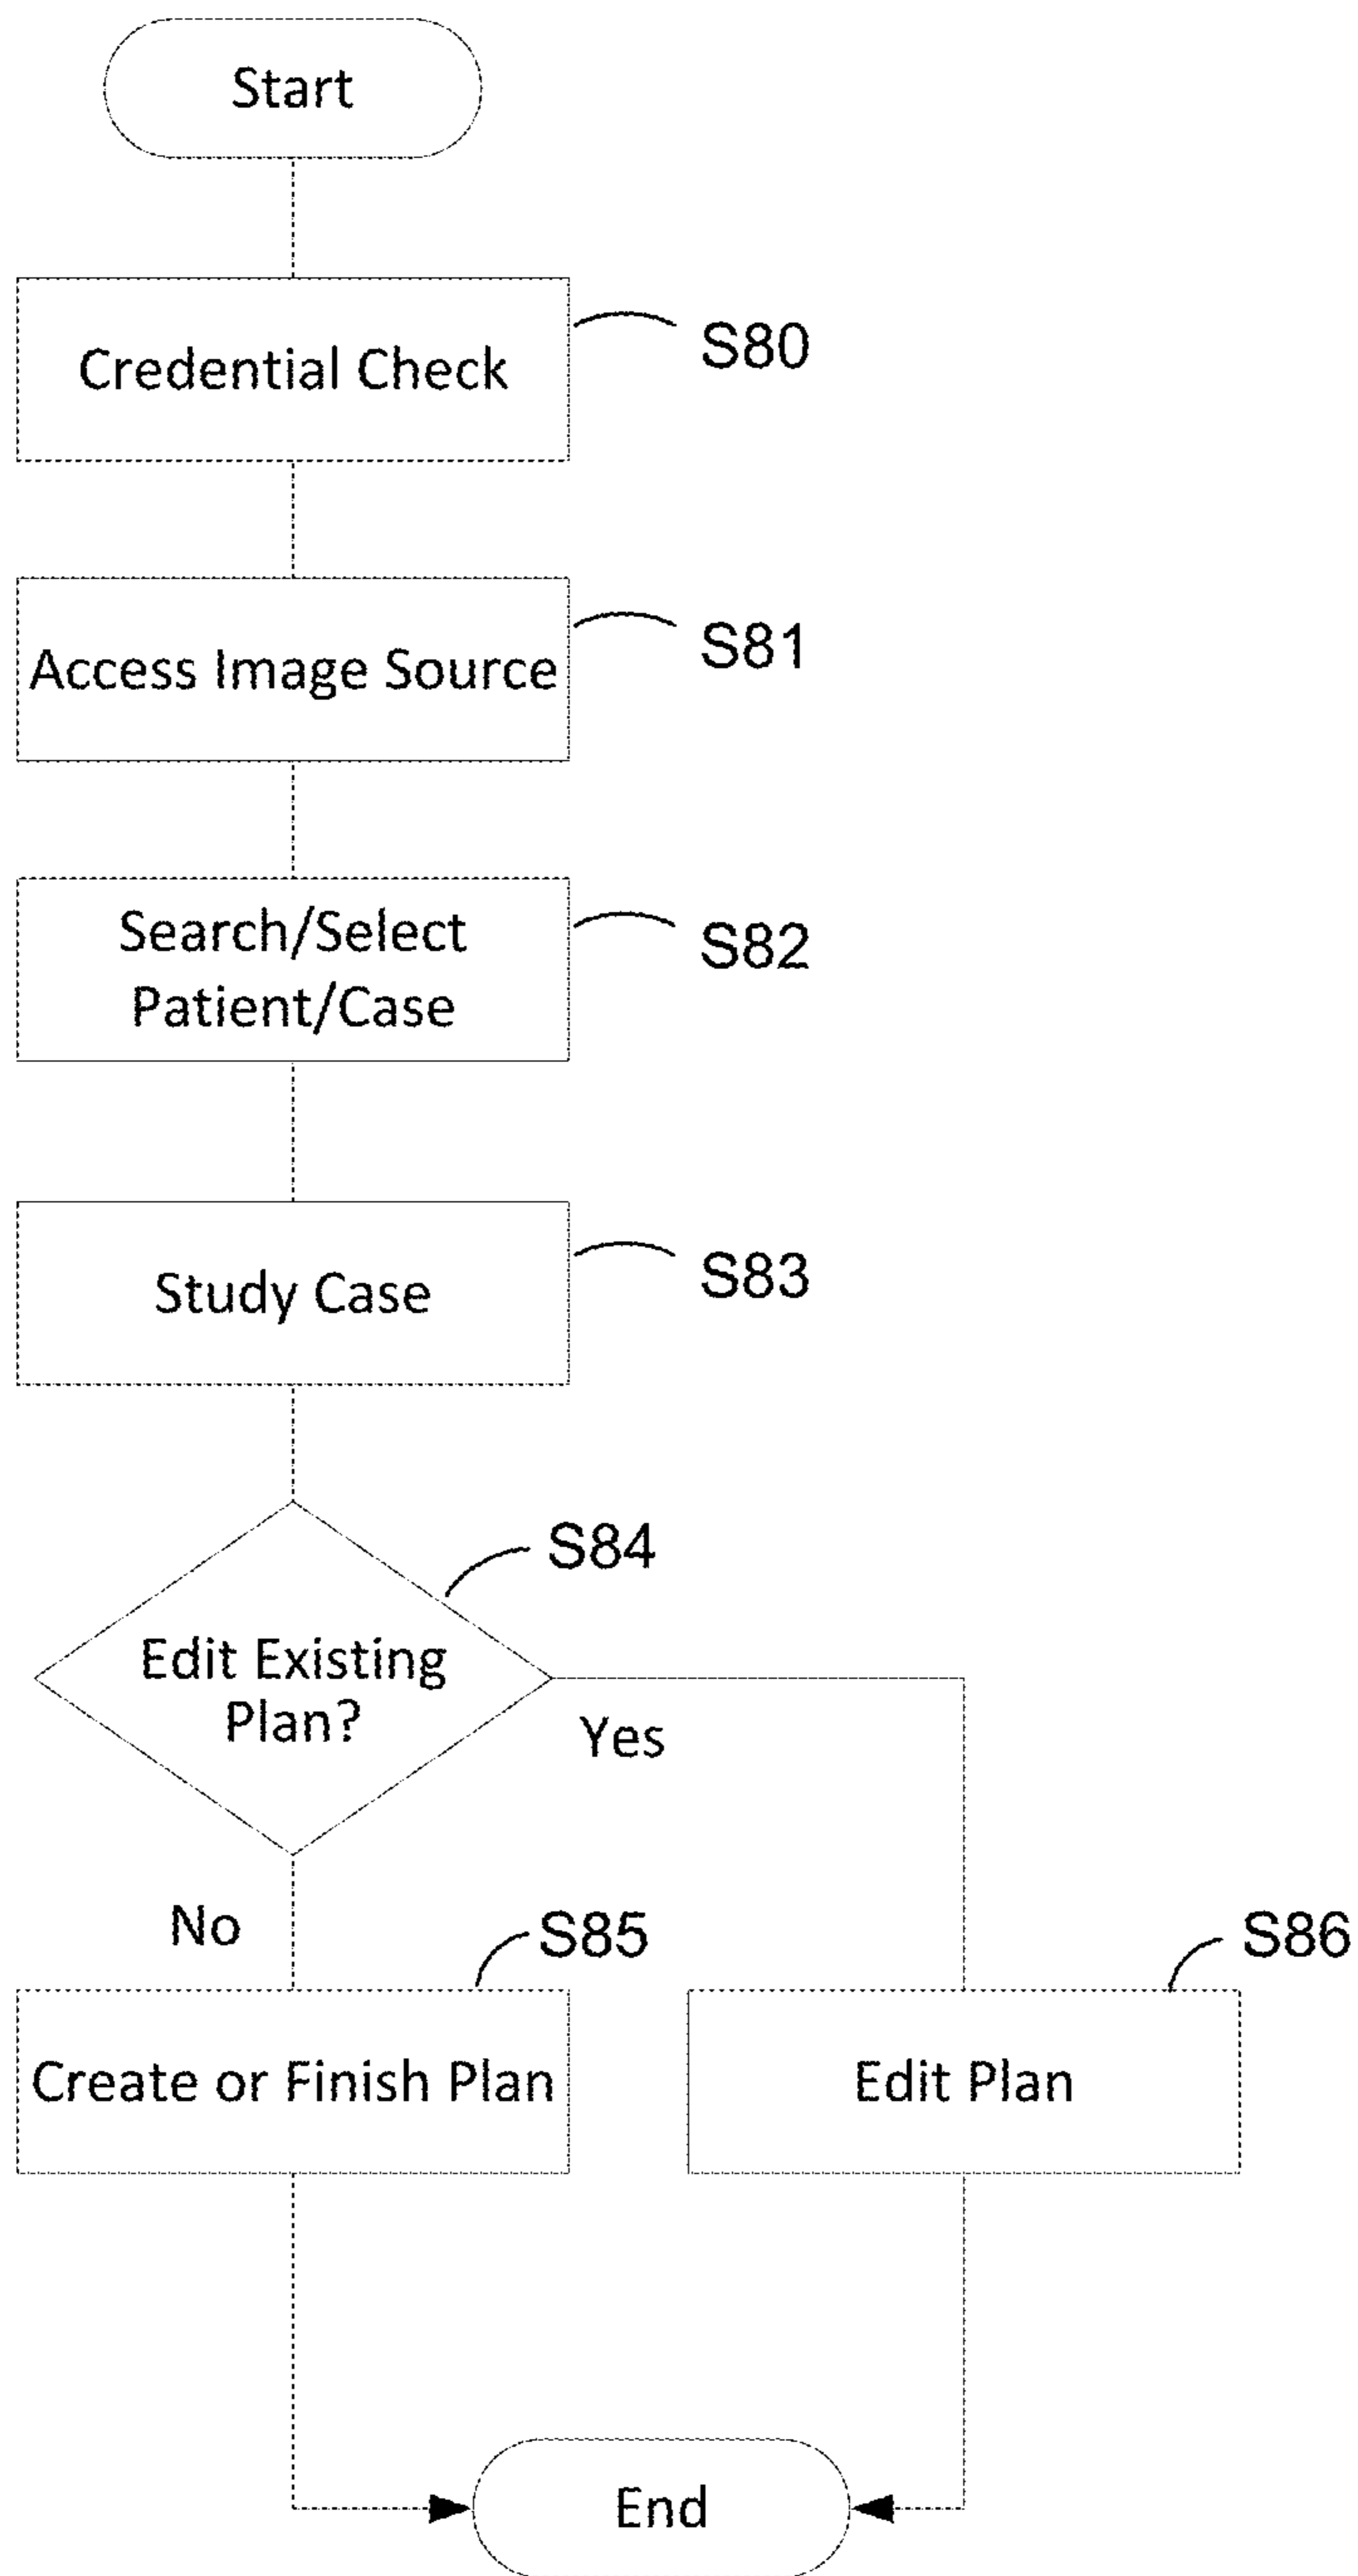 Start
Credential Check
S80
Access Image Source
S81
Search/Select
Patient/Case
S82
Study Case
S83
S84
Edit Existing
Plan?
Yes
No
S85
S86
Create or Finish Plan
Edit Plan
End